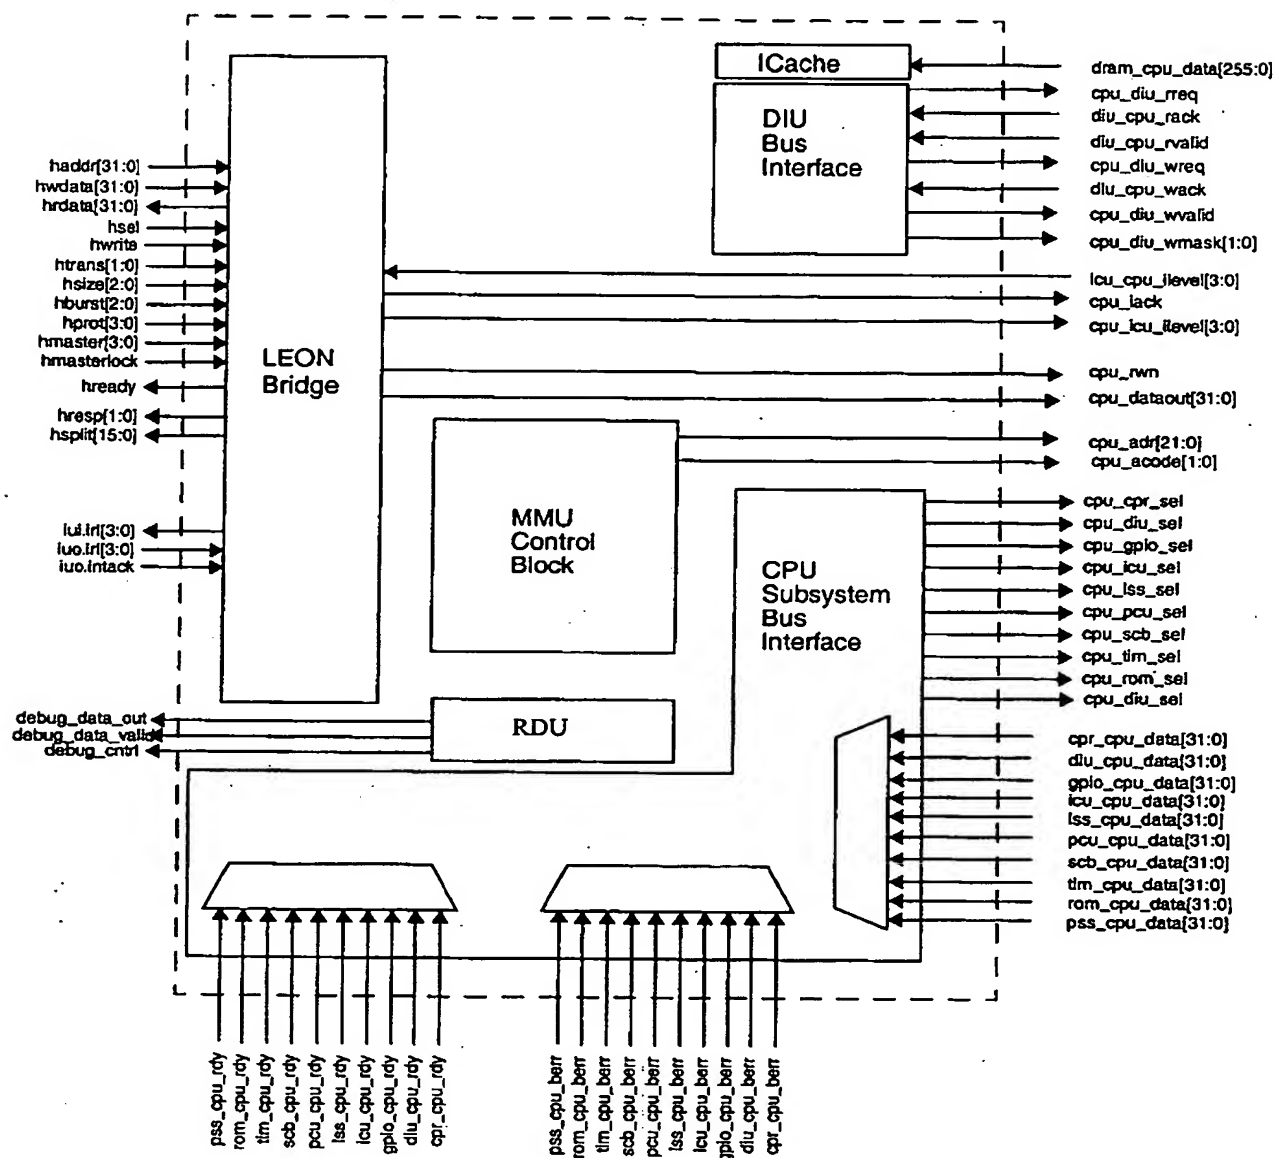 ICache
DIU
Bus
Interface
dram_cpu_data[255:0]
cpu_diu_rreq
diu_cpu_rack
diu_cpu_rvalid
cpu_diu_wreq
diu_cpu_wack
cpu_diu_wvalid
cpu_diu_wmask[1:0]
haddr[31:0]
hwdata[31:0]
hrdata[31:0]
hsel
hwrite
htrans[1:0]
hsize[2:0]
hburst[2:0]
hprot[3:0]
hmaster[3:0]
hmasterlock
hready
hresp[1:0]
hsplit[15:0]
LEON
Bridge
icu_cpu_ilevel[3:0]
cpu_iack
cpu_icu_ilevel[3:0]
cpu_rwn
cpu_dataout[31:0]
cpu_adr[21:0]
cpu_acode[1:0]
iui.irl[3:0]
iuo.irl[3:0]
iuo.intack
MMU
Control
Block
CPU
Subsystem
Bus
Interface
cpu_cpr_sel
cpu_diu_sel
cpu_gpio_sel
cpu_icu_sel
cpu_lss_sel
cpu_pcu_sel
cpu_scb_sel
cpu_tim_sel
cpu_rom_sel
cpu_diu_sel
debug_data_out
debug_data_valid
debug_cntrl
RDU
cpr_cpu_data[31:0]
diu_cpu_data[31:0]
gpio_cpu_data[31:0]
icu_cpu_data[31:0]
lss_cpu_data[31:0]
pcu_cpu_data[31:0]
scb_cpu_data[31:0]
tim_cpu_data[31:0]
rom_cpu_data[31:0]
pss_cpu_data[31:0]
pss_cpu_rdy
rom_cpu_rdy
tim_cpu_rdy
scb_cpu_rdy
pcu_cpu_rdy
lss_cpu_rdy
icu_cpu_rdy
gpio_cpu_rdy
diu_cpu_rdy
cpr_cpu_rdy
pss_cpu_berr
rom_cpu_berr
tim_cpu_berr
scb_cpu_berr
pcu_cpu_berr
lss_cpu_berr
icu_cpu_berr
gpio_cpu_berr
diu_cpu_berr
cpr_cpu_berr